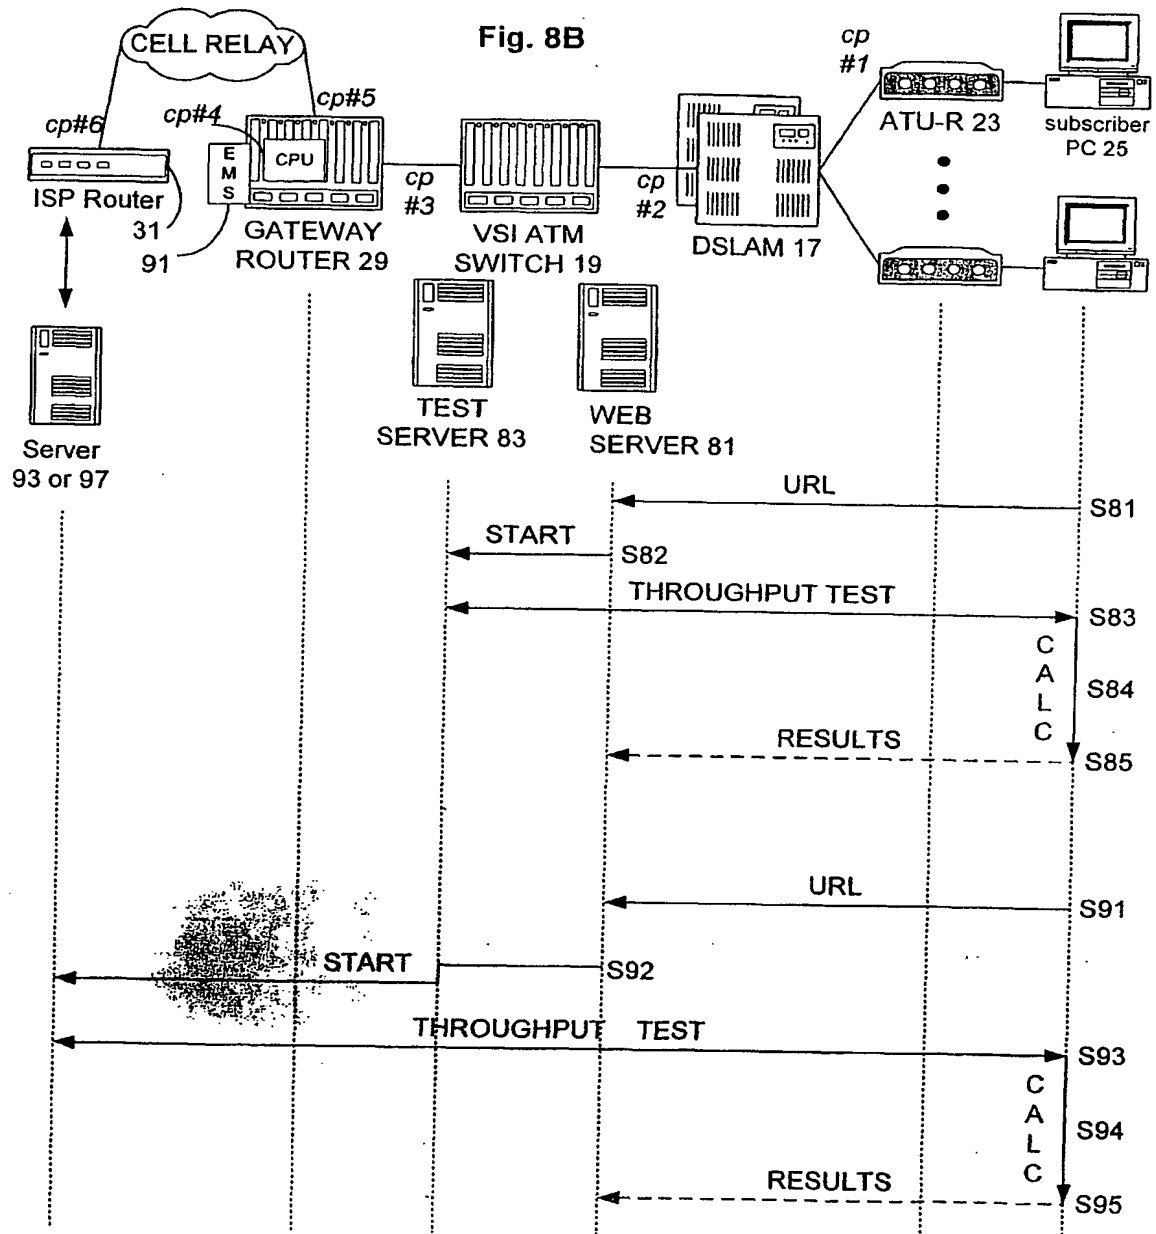 Fig. 8B
CELL RELAY
cp
#1
cp#6
cp#4
cp#5
EMS
CPU
cp
#3
cp
#2
ATU-R 23
subscriber
PC 25
ISP Router
31
91
GATEWAY
ROUTER 29
VSI ATM
SWITCH 19
DSLAM 17
Server
93 or 97
TEST
SERVER 83
WEB
SERVER 81
URL
S81
START
S82
THROUGHPUT TEST
S83
CALC
S84
RESULTS
S85
URL
S91
START
S92
THROUGHPUT TEST
S93
CALC
S94
RESULTS
S95